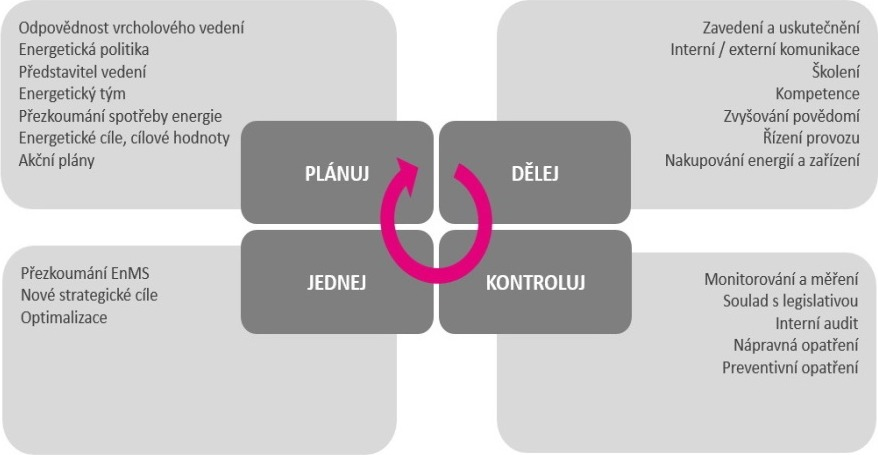 Odpovědnost vrcholového vedení
Energetická politika
Představitel vedení
Energetický tým
Přezkoumání spotřeby energie
Energetické cíle, cílové hodnoty
Akční plány
Zavedení a uskutečnění
Interní / externí komunikace
Školení
Kompetence
Zvyšování povědomí
Řízení provozu
Nakupování energií a zařízení
PLÁNUJ
DĚLEJ
JEDNEJ
KONTROLUJ
Přezkoumání EnMS
Nové strategické cíle
Optimalizace
Monitorování a měření
Soulad s legislativou
Interní audit
Nápravná opatření
Preventivní opatření